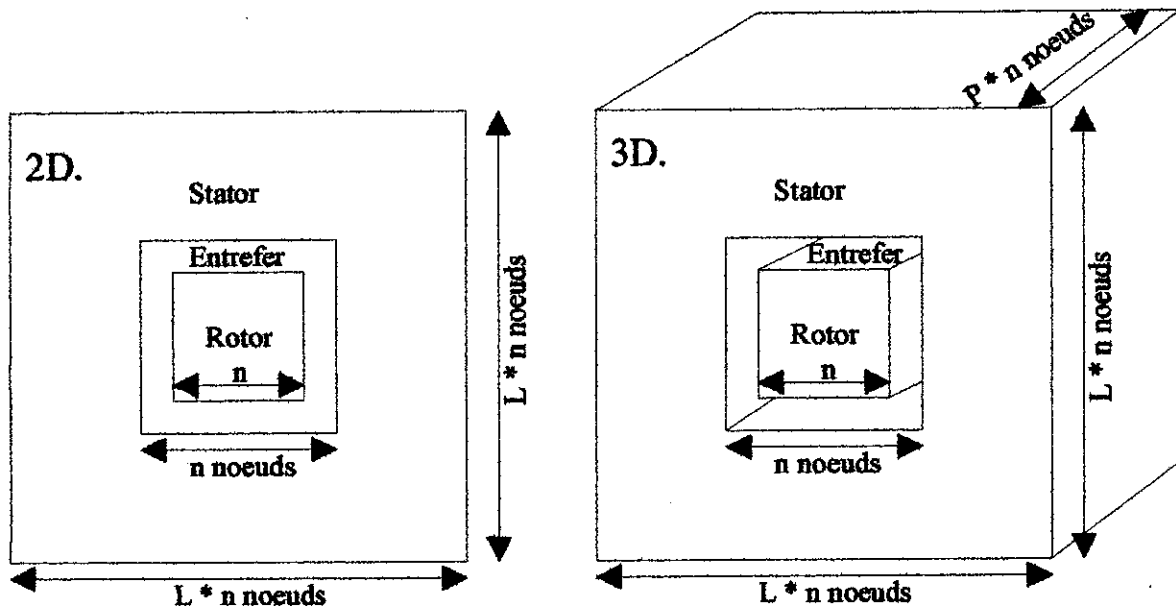 2D.
Stator
Entrefer
Rotor
n
n noeuds
L * n noeuds
L * n noeuds
3D.
Stator
Entrefer
Rotor
n
n noeuds
L * n noeuds
L * n noeuds
P * n noeuds